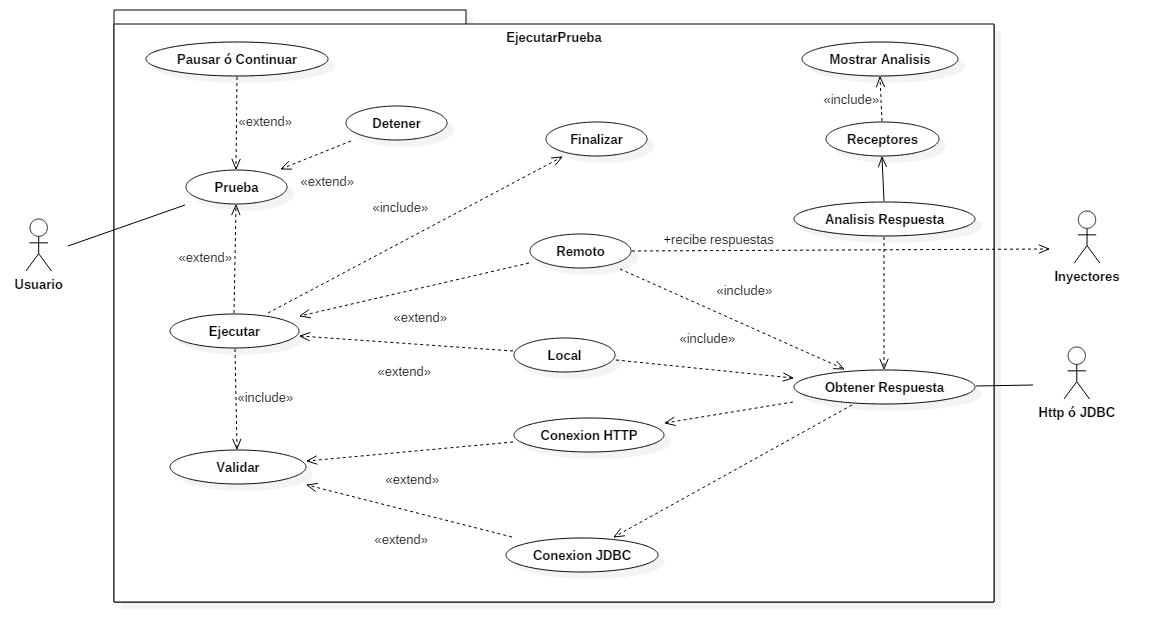 EjecutarPrueba
Pausar ó Continuar
Mostrar Analisis
«include»
«extend»
Detener
Finalizar
Receptores
«extend»
Prueba
«include»
Analisis Respuesta
+recibe respuestas
Remoto
«extend»
Usuario
Inyectores
«include»
«extend»
Ejecutar
«include»
Local
«extend»
Obtener Respuesta
«include»
Http ó JDBC
Conexion HTTP
Validar
«extend»
«extend»
Conexion JDBC